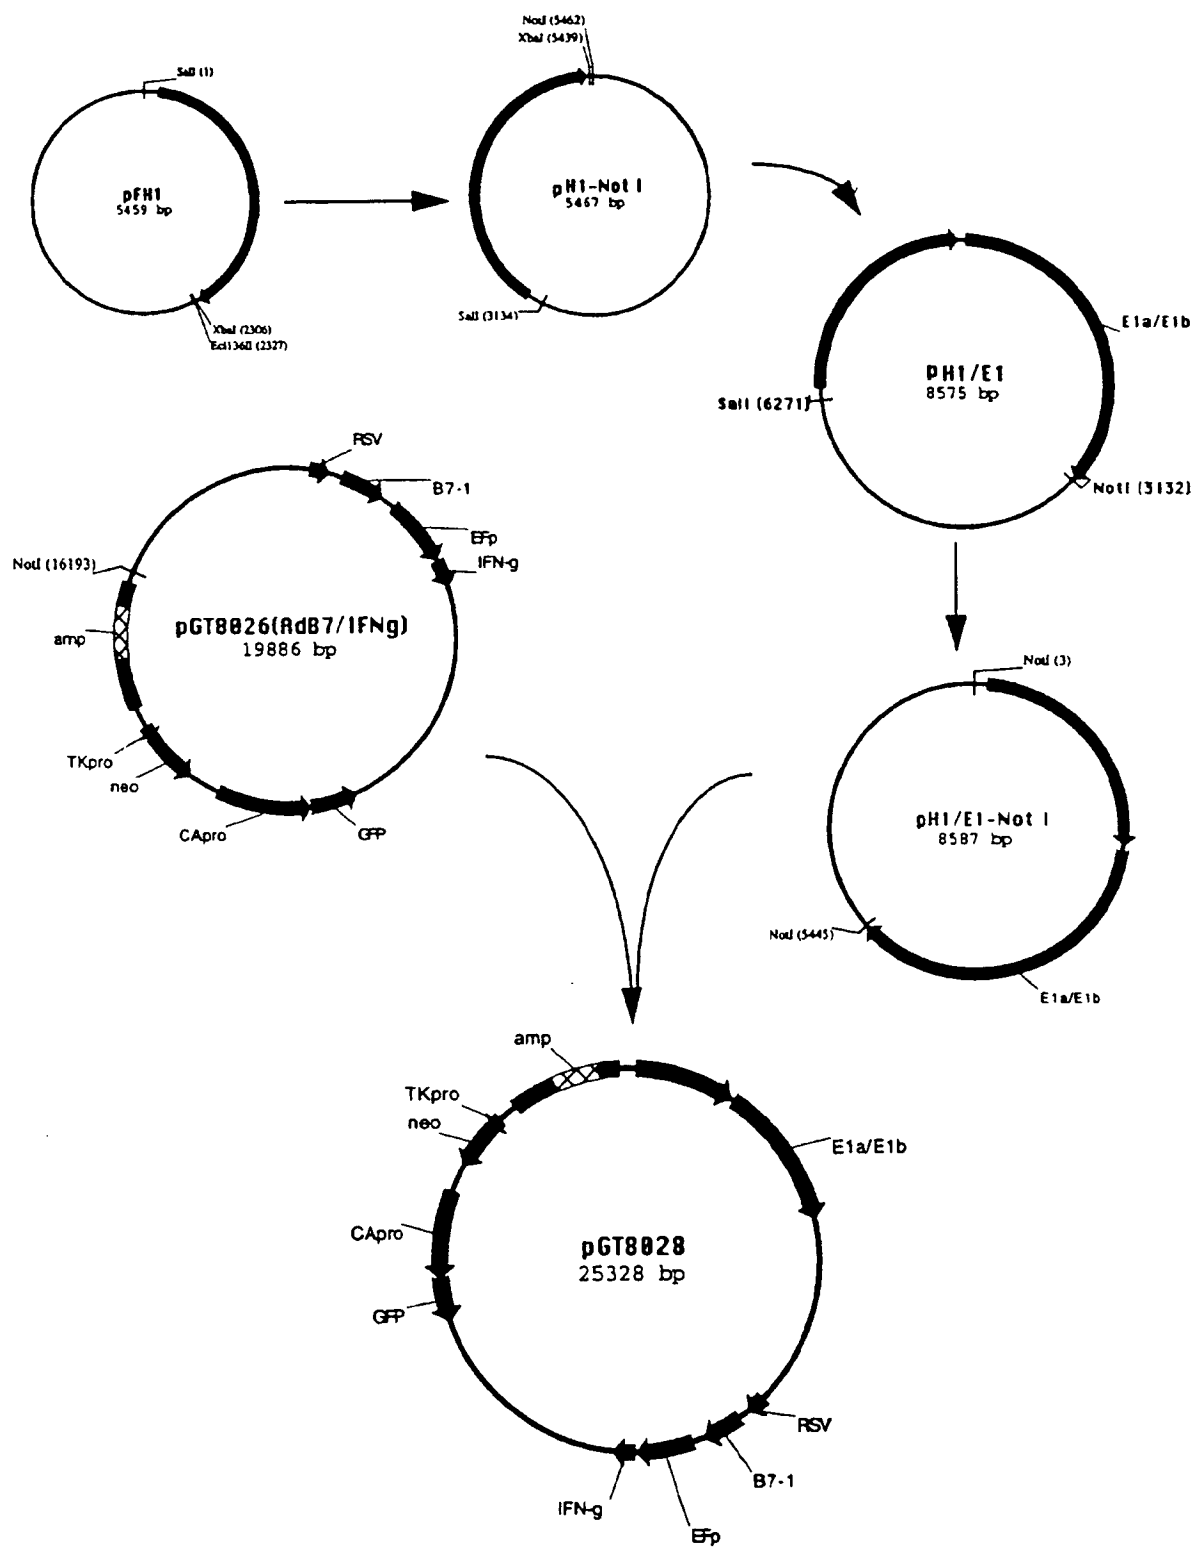 NotI (5462)
XbaI (5439)
SalI (1)
pFH1
5459 bp
XbaI (2306)
Ecl136II (2327)
pH1-Not I
5467 bp
SalI (3134)
E1a/E1b
PH1/E1
8575 bp
SalI (6271)
NotI (3132)
RSV
B7-1
EFp
IFN-g
NotI (16193)
amp
pGT8026(AdB7/IFNg)
19886 bp
TKpro
neo
CApro
GFP
NotI (3)
pH1/E1-Not I
8587 bp
NotI (5445)
E1a/E1b
amp
TKpro
neo
E1a/E1b
CApro
pGT8028
25328 bp
GFP
RSV
B7-1
IFN-g
EFp